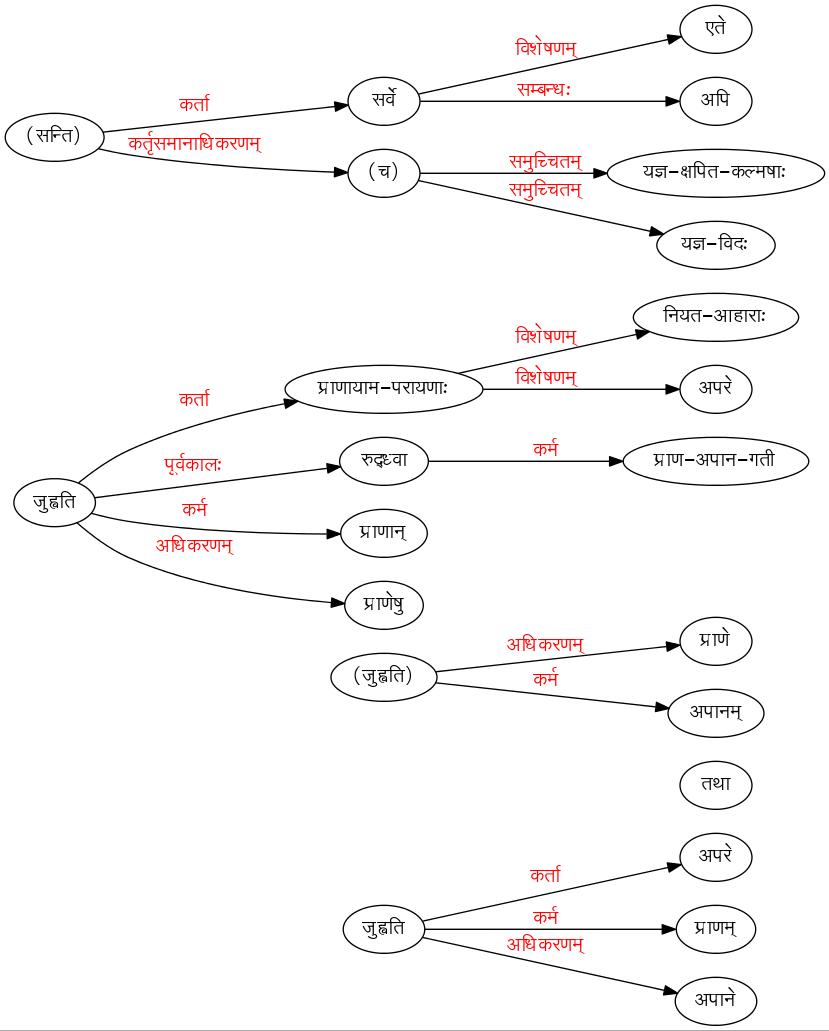 एते
विशेषणम्
सर्वे
कर्ता
सम्बन्धः
अपि
(सन्ति)
कर्तृसमानाधिकरणम्
(च)
समुच्चितम्
यज्ञ-क्षपित-कल्मषाः
समुच्चितम्
यज्ञ-विदः
नियत-आहाराः
विशेषणम्
प्राणायाम-परायणाः
विशेषणम्
अपरे
कर्ता
पूर्वकालः
रुद्ध्वा
कर्म
प्राण-अपान-गती
जुह्वति
कर्म
प्राणान्
अधिकरणम्
प्राणेषु
प्राणे
अधिकरणम्
(जुह्वति)
कर्म
अपानम्
तथा
अपरे
कर्ता
जुह्वति
कर्म
प्राणम्
अधिकरणम्
अपाने